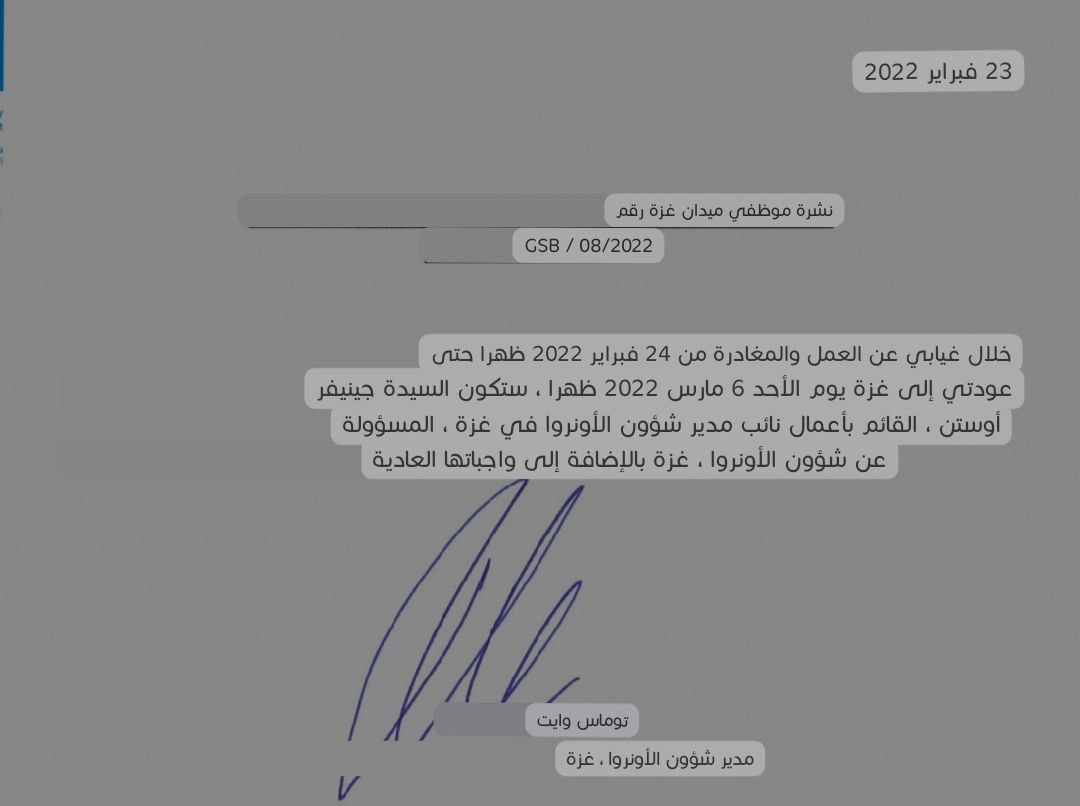 23 فبراير 2022
نشرة موظفي ميدان غزة رقم
GSB / 08/2022
خلال غيابي عن العمل والمغادرة من 24 فبراير 2022 ظهرا حتى
عودتي إلى غزة يوم الأحد 6 مارس 2022 ظهرا ، ستكون السيدة جينيفر
أوستن ، القائم بأعمال نائب مدير شؤون الأونروا في غزة ، المسؤولة
عن شؤون الأونروا ، غزة بالإضافة إلى واجباتها العادية
توماس وايت
مدير شؤون الأونروا ، غزة